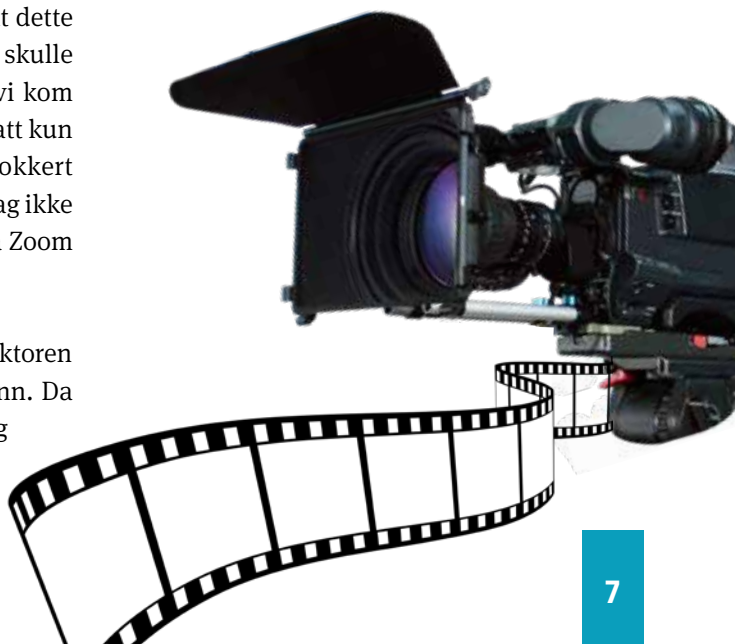 t dette
skulle
vi kom
att kun
okkert
ag ikke
Zoom
ktoren
nn. Da
g
7